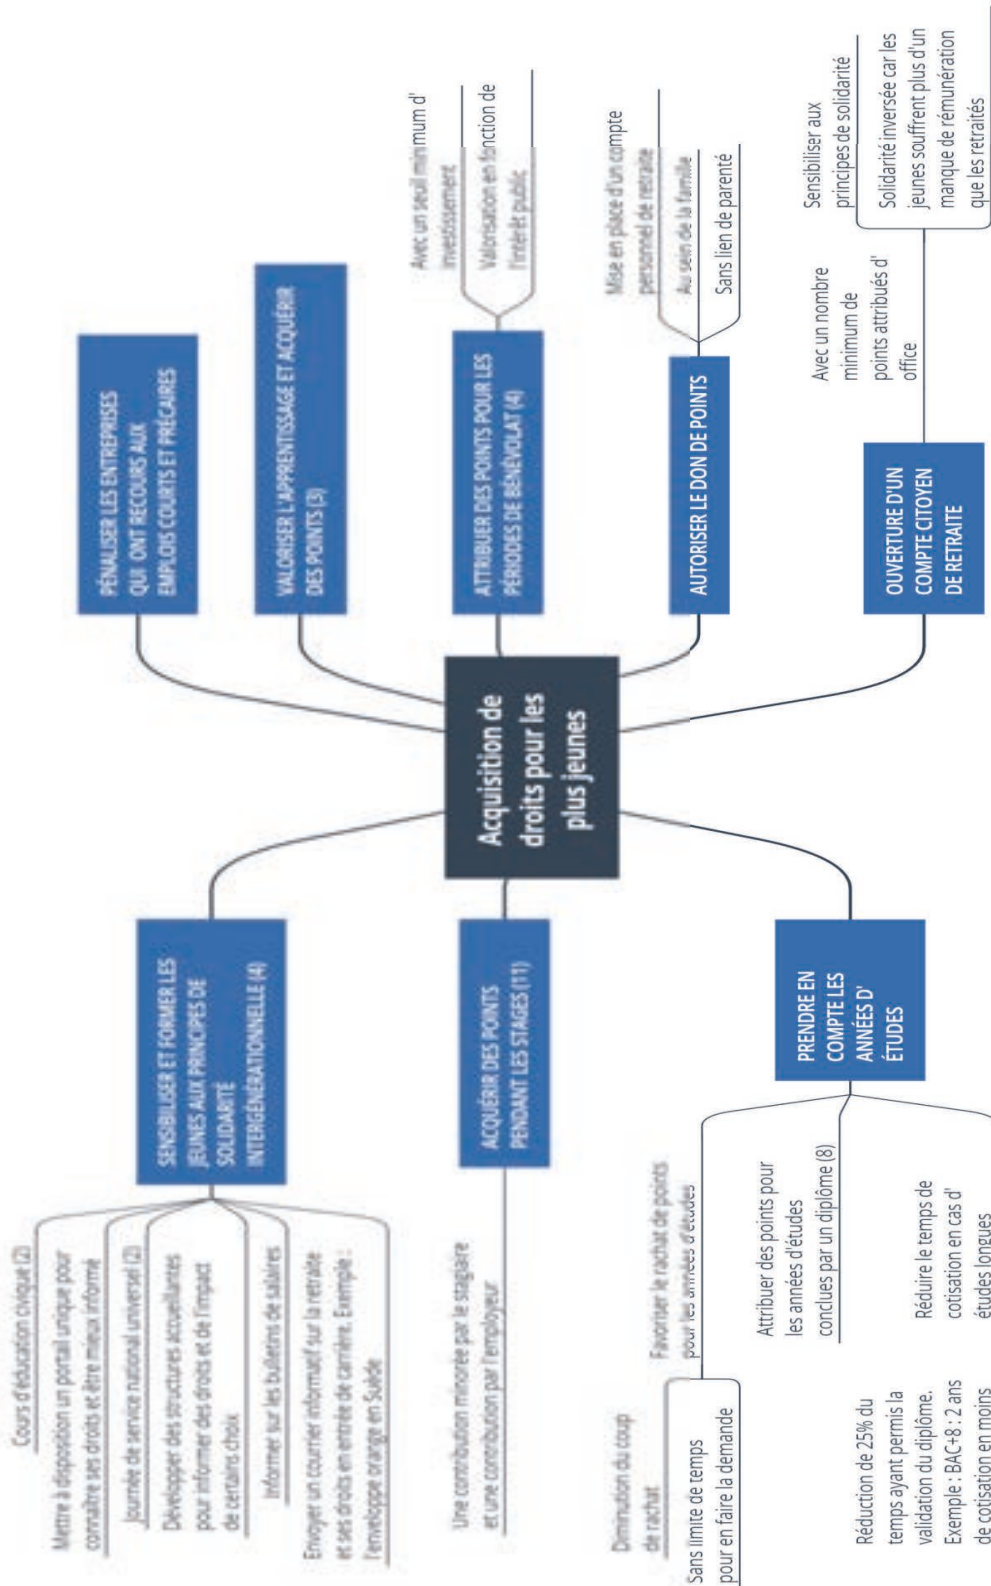 Cours d'éducation civique (2)
Mettre à disposition un portail unique pour
connaître ses droits et être mieux informé
Journée de service national universel (2)
Développer des structures accueillantes
pour informer des droits et de l'impact
de certains choix
Informer sur les bulletins de salaires
Envoyer un courrier informatif sur la retraite
et ses droits en entrée de carrière. Exemple :
l'enveloppe orange en Suède
SENSIBILISER ET FORMER LES
JEUNES AUX PRINCIPES DE
SOLIDARITÉ
INTERGÉNÉRATIONNELLE (4)
Une contribution minorée par le stagiaire
et une contribution par l'employeur
ACQUÉRIR DES POINTS
PENDANT LES STAGES (11)
Diminution du coup
de rachat
Sans limite de temps
pour en faire la demande
Favoriser le rachat de points
pour les années d'études
Attribuer des points pour
les années d'études
conclues par un diplôme (8)
Réduction de 25% du
temps ayant permis la
validation du diplôme.
Exemple : BAC+8 : 2 ans
de cotisation en moins
Réduire le temps de
cotisation en cas d'
études longues
PRENDRE EN
COMPTE LES
ANNÉES D'
ÉTUDES
Acquisition de
droits pour les
plus jeunes
PÉNALISER LES ENTREPRISES
QUI ONT RECOURS AUX
EMPLOIS COURTS ET PRÉCAIRES
VALORISER L'APPRENTISSAGE ET ACQUÉRIR
DES POINTS (3)
ATTRIBUER DES POINTS POUR LES
PÉRIODES DE BÉNÉVOLAT (4)
Avec un seuil minimum d'
investissement
Valorisation en fonction de
l'intérêt public
AUTORISER LE DON DE POINTS
Mise en place d'un compte
personnel de retraite
Au sein de la famille
Sans lien de parenté
OUVERTURE D'UN
COMPTE CITOYEN
DE RETRAITE
Avec un nombre
minimum de
points attribués d'
office
Sensibiliser aux
principes de solidarité
Solidarité inversée car les
jeunes souffrent plus d'un
manque de rémunération
que les retraités